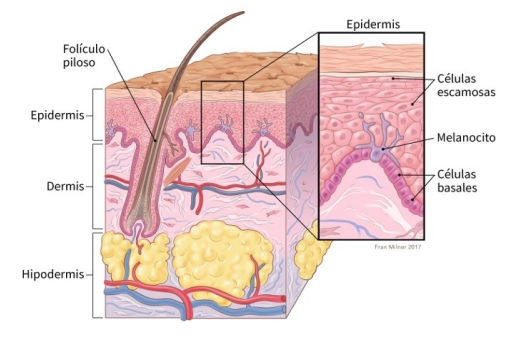 Epidermis
Folículo
piloso
Células
escamosas
Epidermis
Melanocito
Células
basales
Dermis
Fran Milner 2017
Hipodermis